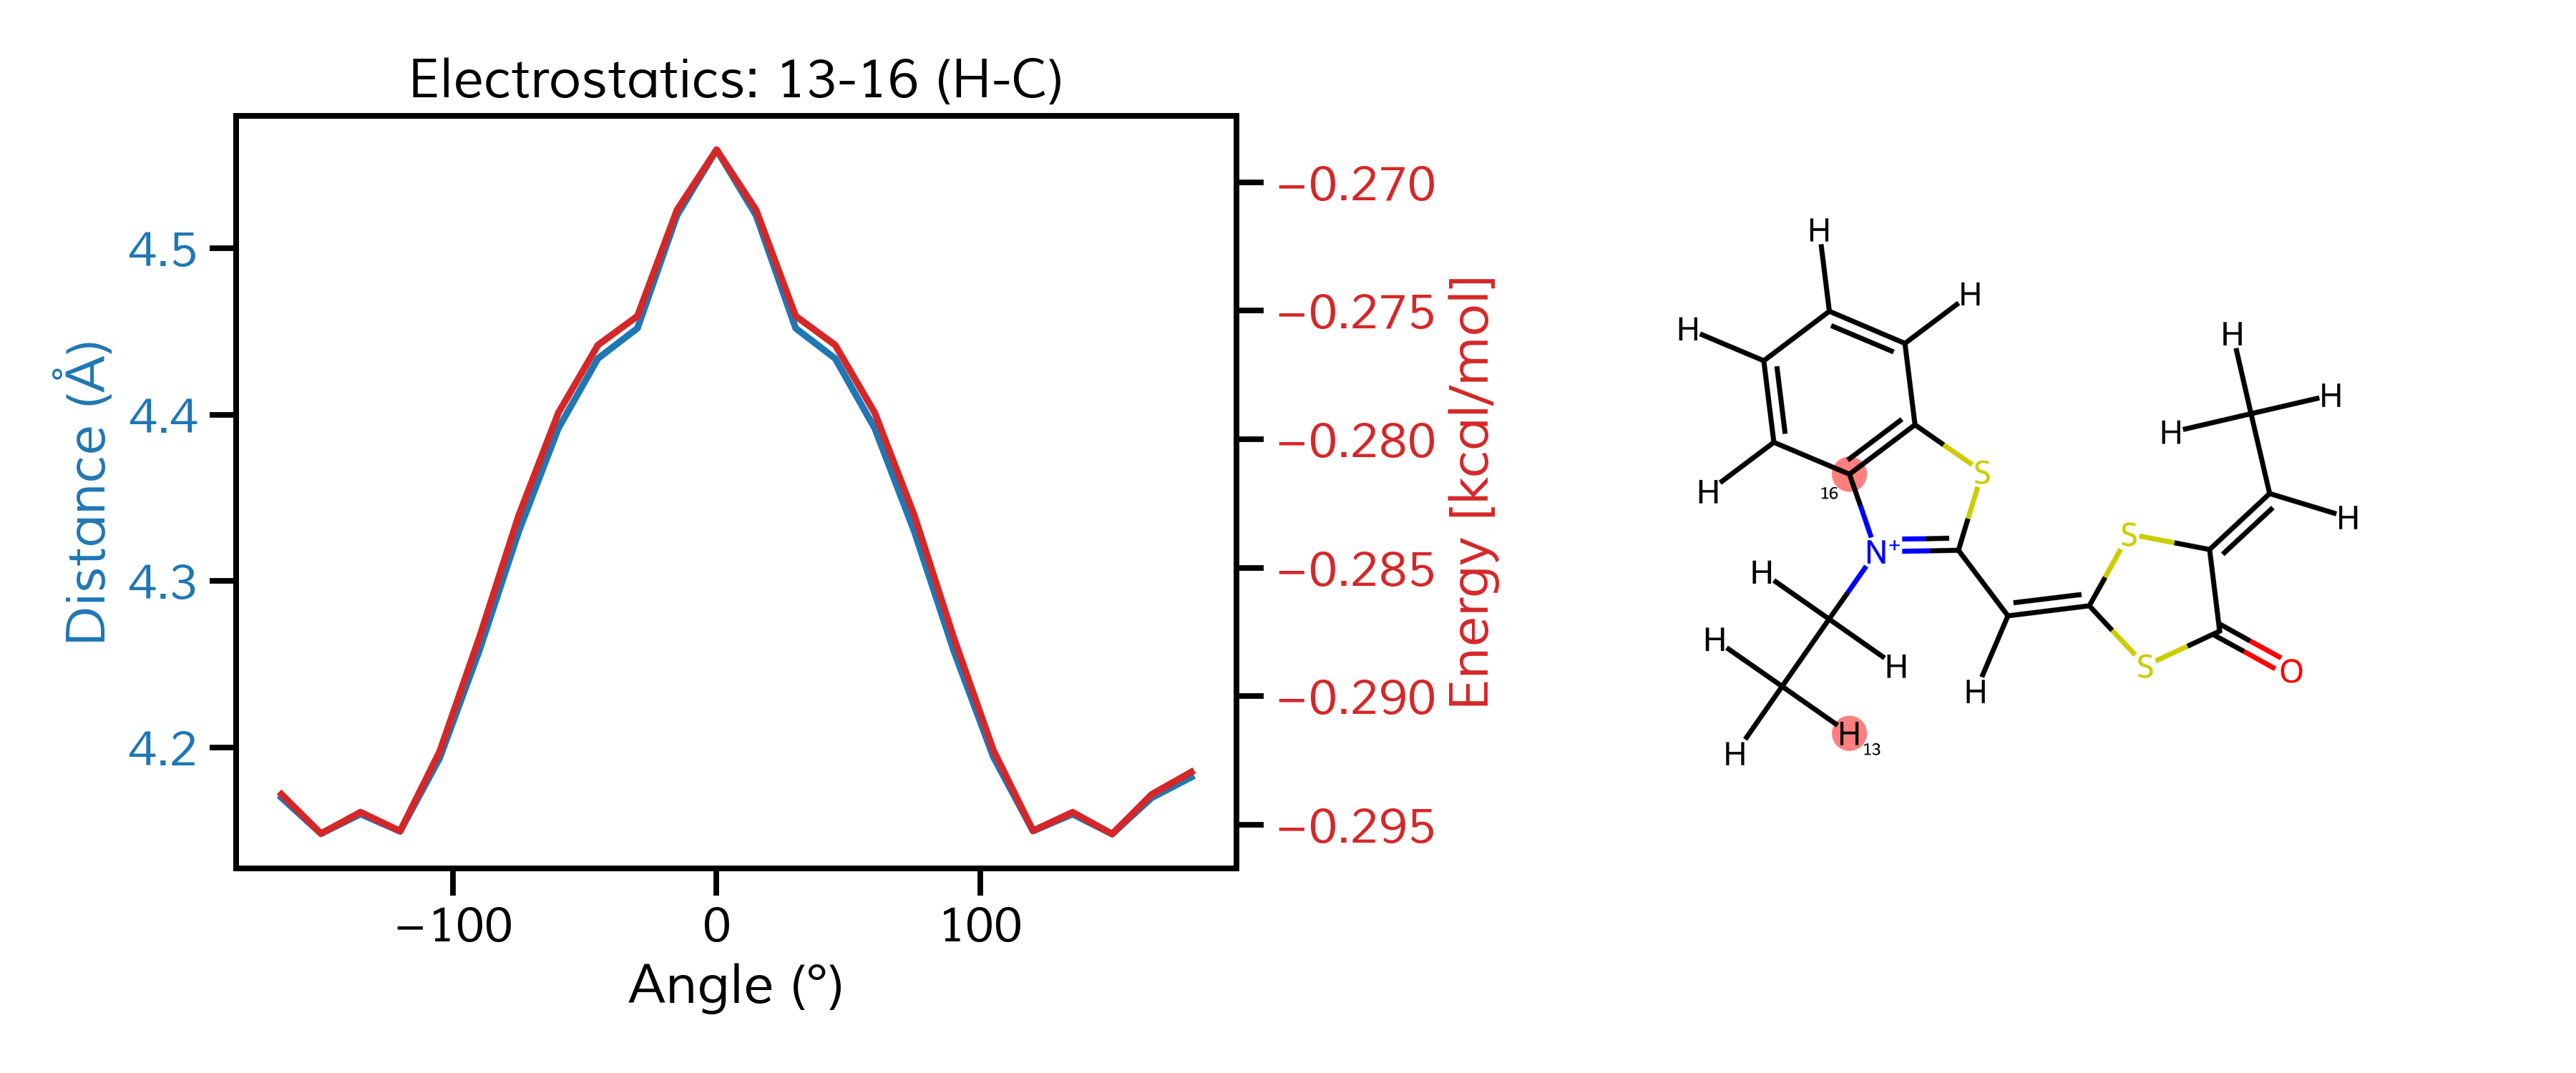 Electrostatics: 13-16 (H-C)
Distance (Å)
4.5
4.4
4.3
4.2
−100
0
100
Angle (°)
−0.270
−0.275
−0.280
−0.285
−0.290
−0.295
Energy [kcal/mol]
H
H
H
H
H
H
H
S
16
H
S
H
N+
H
H
H
S
O
H
H
H 13